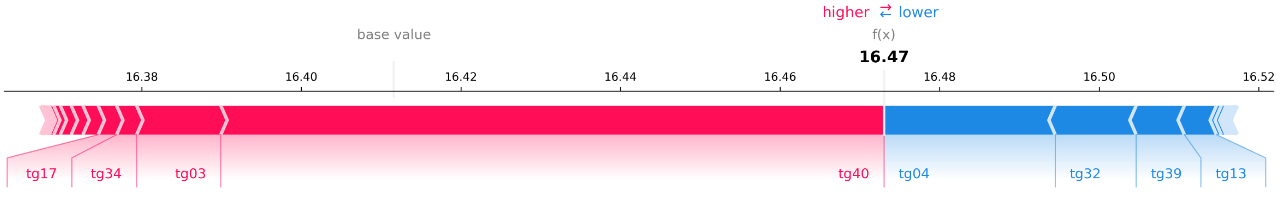 higher ⇄ lower
base value f(x)
16.47
16.38 16.40 16.42 16.44 16.46 16.48 16.50 16.52
tg17 tg34 tg03 tg40 tg04 tg32 tg39 tg13